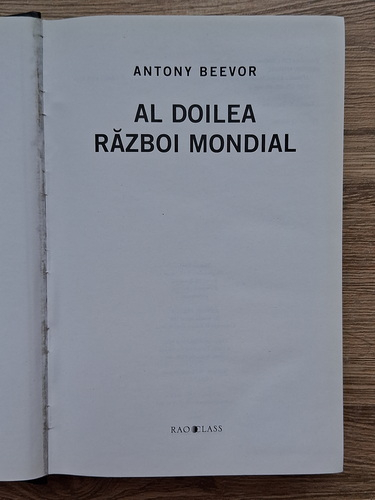 ANTONY BEEVOR
AL DOILEA
RĂZBOI MONDIAL
RAO CLASS